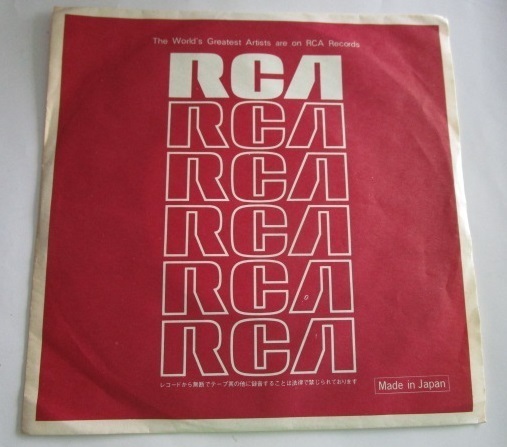 The World's Greatest Artists are on RCA Records
RCA
RCA
RCA
RCA
RCA
RCA
レコードから無断でテープ其の他に録音することは法律で禁じられております
Made in Japan